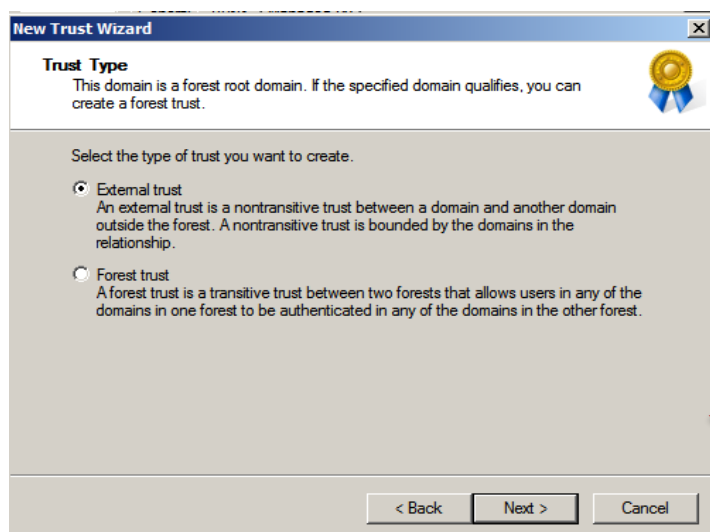 New Trust Wizard
Trust Type
This domain is a forest root domain. If the specified domain qualifies, you can
create a forest trust.
Select the type of trust you want to create.
External trust
An external trust is a nontransitive trust between a domain and another domain
outside the forest. A nontransitive trust is bounded by the domains in the
relationship.
Forest trust
A forest trust is a transitive trust between two forests that allows users in any of the
domains in one forest to be authenticated in any of the domains in the other forest.
< Back
Next >
Cancel